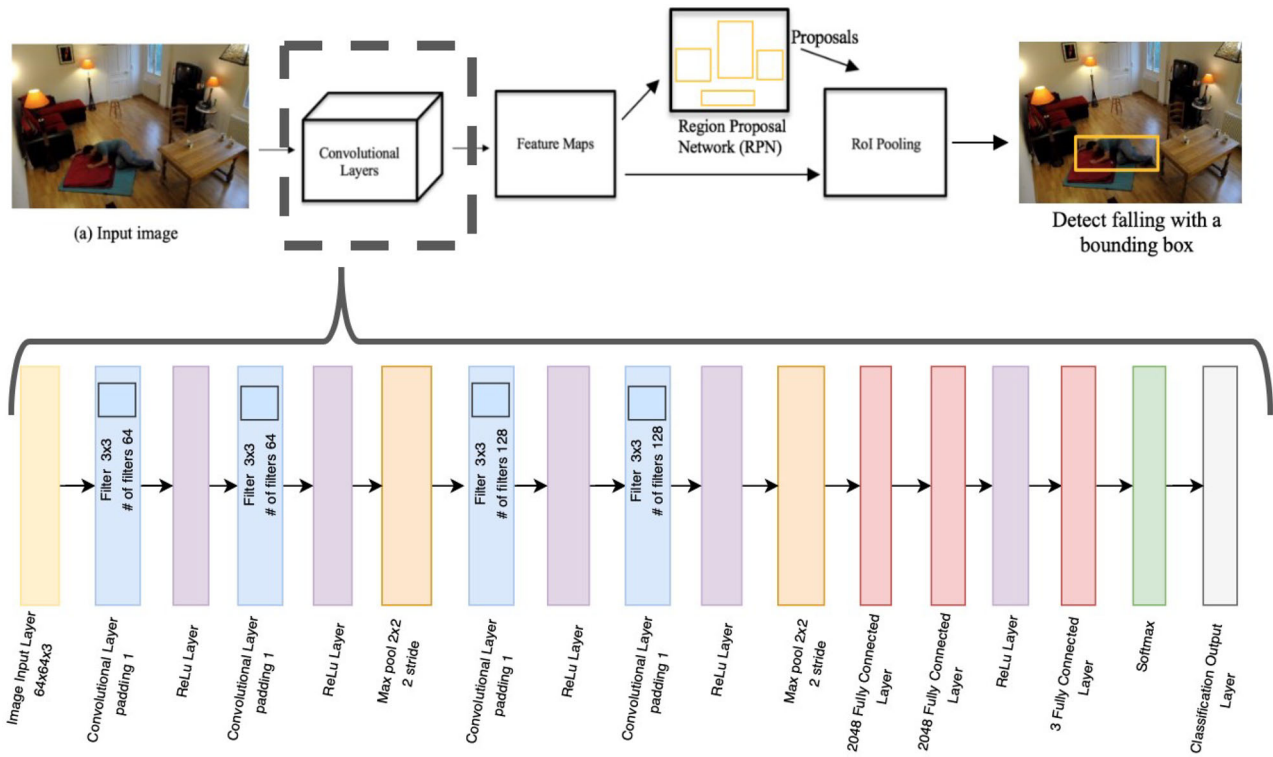 (a) Input image
Convolutional
Layers
Feature Maps
Region Proposal
Network (RPN)
Proposals
RoI Pooling
Detect falling with a
bounding box
Image Input Layer
64x64x3
Filter 3x3
# of filters 64
Convolutional Layer
padding 1
ReLu Layer
Filter 3x3
# of filters 64
Convolutional Layer
padding 1
ReLu Layer
Max pool 2x2
2 stride
Filter 3x3
# of filters 128
Convolutional Layer
padding 1
ReLu Layer
Filter 3x3
# of filters 128
Convolutional Layer
padding 1
ReLu Layer
Max pool 2x2
2 stride
2048 Fully Connected
Layer
2048 Fully Connected
Layer
ReLu Layer
3 Fully Connected
Layer
Softmax
Classification Output
Layer